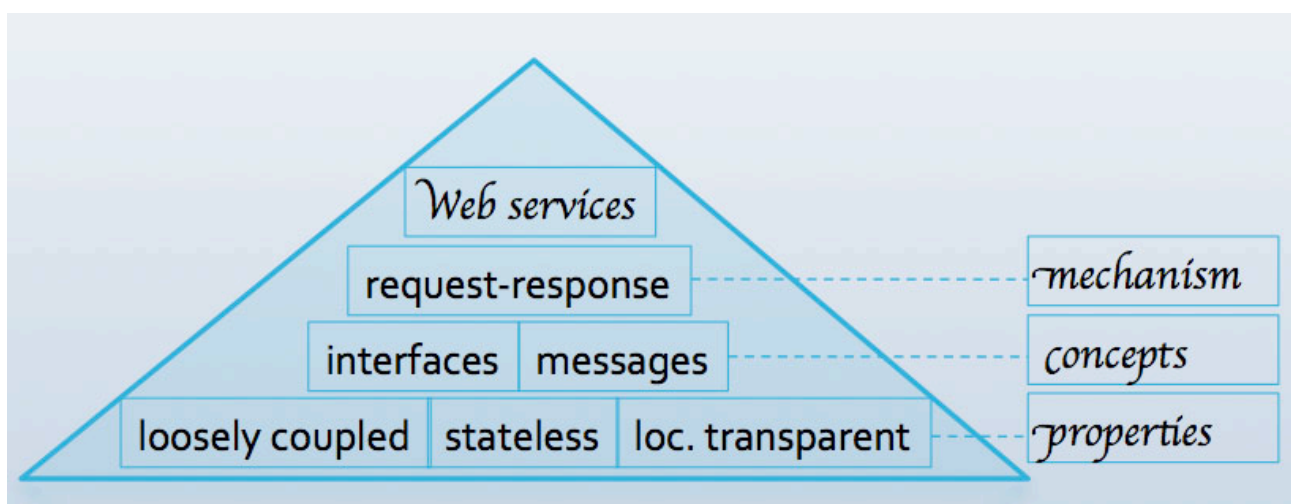 Web services
request-response mechanism
interfaces messages concepts
loosely coupled stateless loc. transparent properties